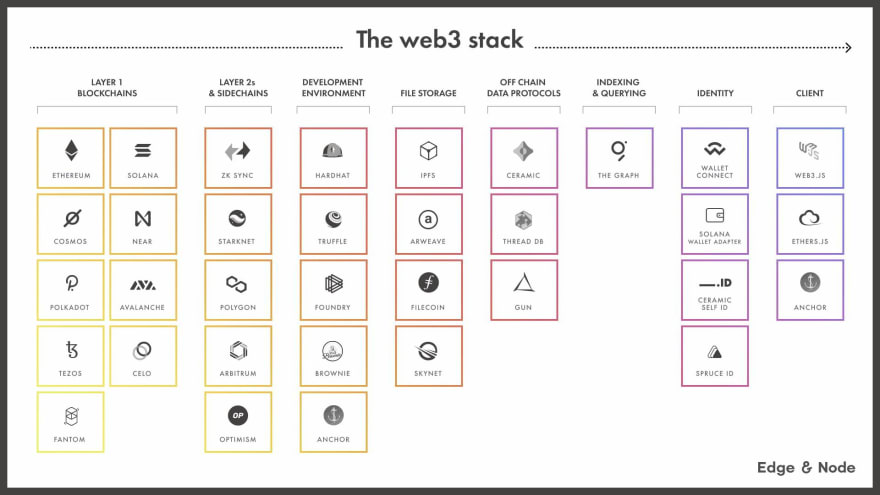 The web3 stack
LAYER 1
BLOCKCHAINS
LAYER 2s
& SIDECHAINS
DEVELOPMENT
ENVIRONMENT
FILE STORAGE
OFF CHAIN
DATA PROTOCOLS
INDEXING
& QUERYING
IDENTITY
CLIENT
ETHEREUM
SOLANA
ZK SYNC
HARDHAT
IPFS
CERAMIC
THE GRAPH
WALLET
CONNECT
W3JS
WEB3.JS
COSMOS
NEAR
STARKNET
TRUFFLE
a
ARWEAVE
THREAD DB
SOLANA
WALLET ADAPTER
ETHERS.JS
POLKADOT
AVALANCHE
POLYGON
FOUNDRY
FILECOIN
GUN
.ID
CERAMIC
SELF ID
ANCHOR
TEZOS
CELO
ARBITRUM
BROWNIE
SKYNET
SPRUCE ID
FANTOM
OP
OPTIMISM
ANCHOR
Edge & Node